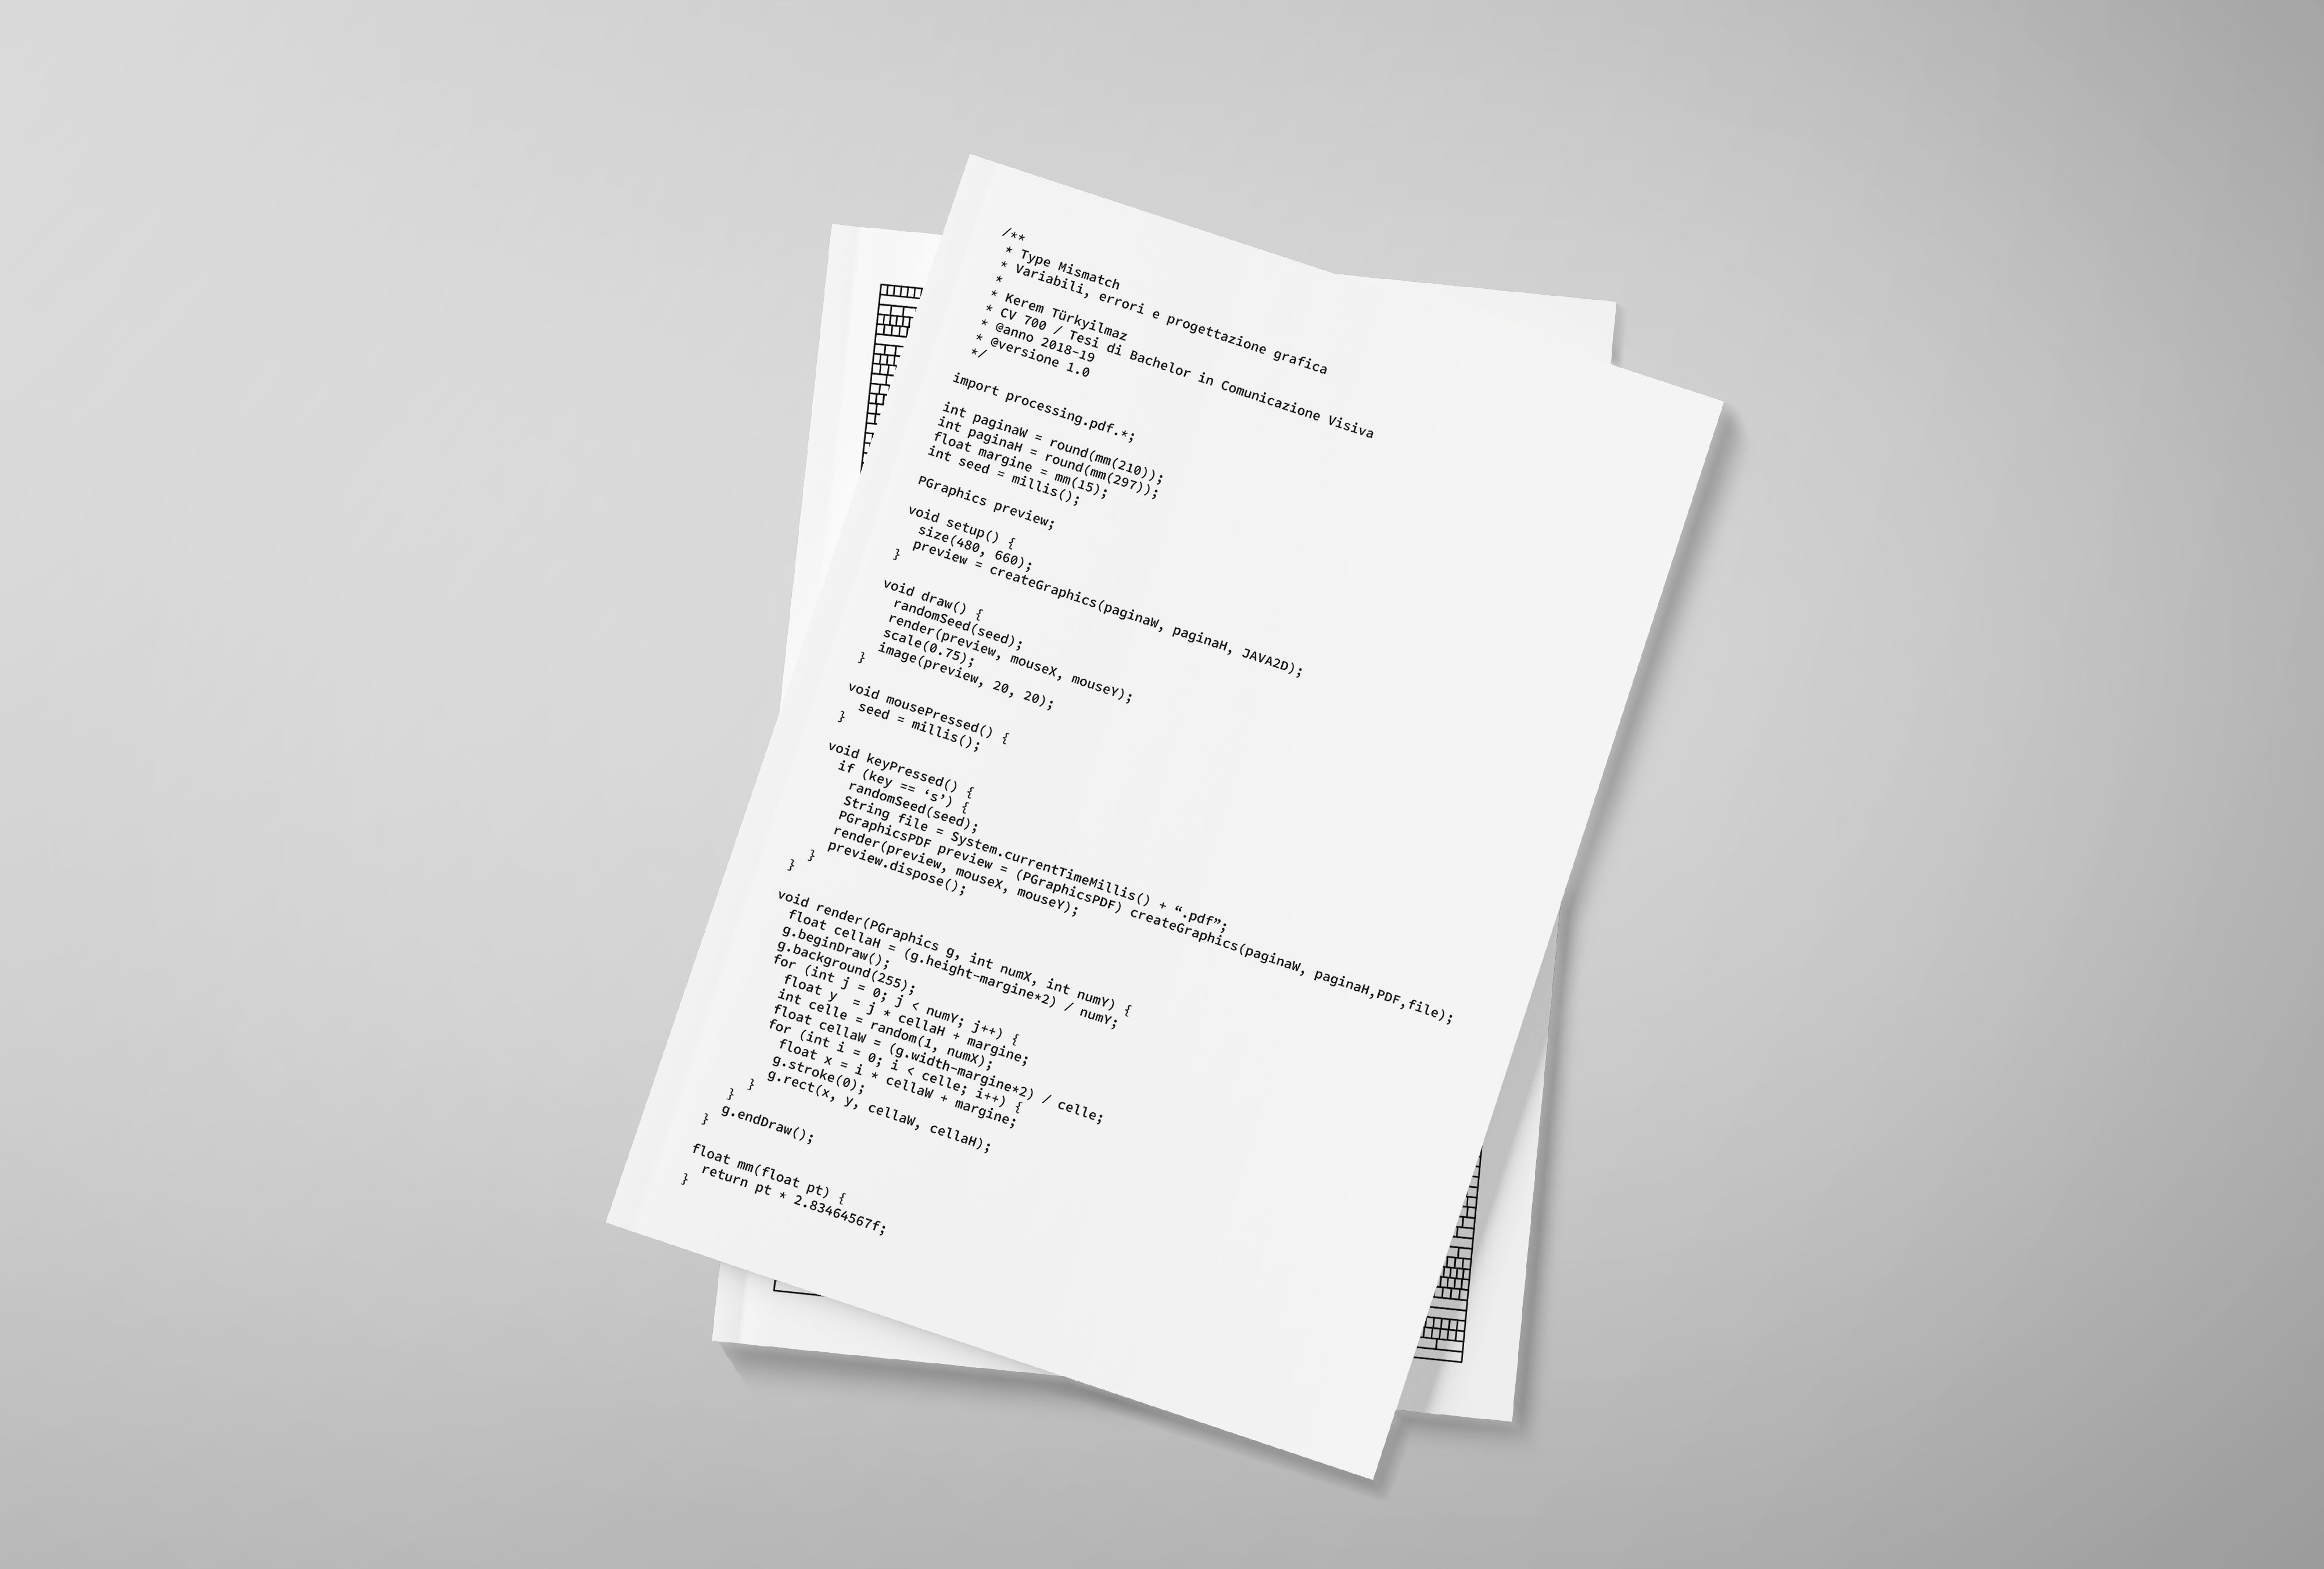 /**
* Type Mismatch
* Variabili, errori e progettazione grafica
*
* Kerem Türkyilmaz
* CV 700 / Tesi di Bachelor in Comunicazione Visiva
* @anno 2018-19
* @versione 1.0
*/
import processing.pdf.*;
int paginaW = round(mm(210));
int paginaH = round(mm(297));
float margine = mm(15);
int seed = millis();
PGraphics preview;
void setup() {
size(480, 660);
preview = createGraphics(paginaW, paginaH, JAVA2D);
}
void draw() {
randomSeed(seed);
render(preview, mouseX, mouseY);
scale(0.75);
image(preview, 20, 20);
}
void mousePressed() {
seed = millis();
}
void keyPressed() {
if (key == ‘s’) {
randomSeed(seed);
String file = System.currentTimeMillis() + “.pdf”;
PGraphicsPDF preview = (PGraphicsPDF) createGraphics(paginaW, paginaH,PDF,file);
render(preview, mouseX, mouseY);
preview.dispose();
}
}
void render(PGraphics g, int numX, int numY) {
float cellaH = (g.height-margine*2) / numY;
g.beginDraw();
g.background(255);
for (int j = 0; j < numY; j++) {
float y  = j * cellaH + margine;
int celle = random(1, numX);
float cellaW = (g.width-margine*2) / celle;
for (int i = 0; i < celle; i++) {
float x = i * cellaW + margine;
g.stroke(0);
g.rect(x, y, cellaW, cellaH);
}
}
g.endDraw();
}
float mm(float pt) {
return pt * 2.83464567f;
}